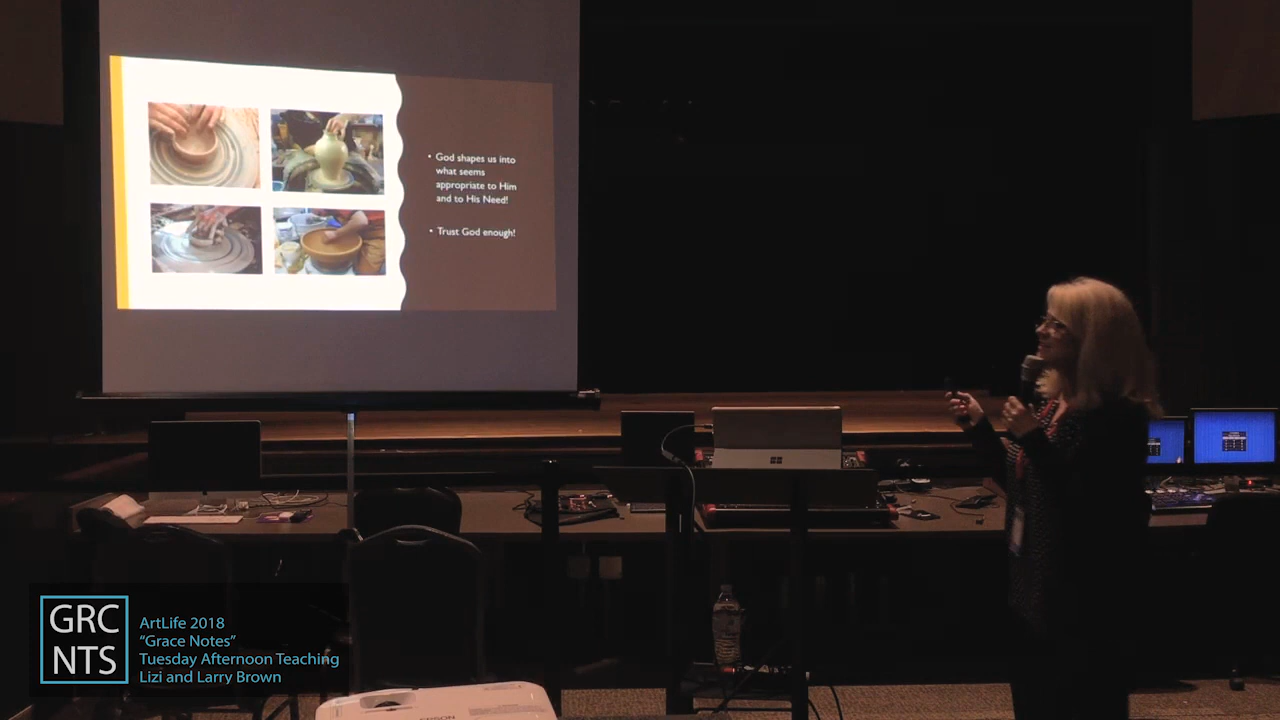 • God shapes us into
what seems
appropriate to Him
and to His Need!
• Trust God enough!
GRC
NTS
ArtLife 2018
“Grace Notes”
Tuesday Afternoon Teaching
Lizi and Larry Brown
EPSON